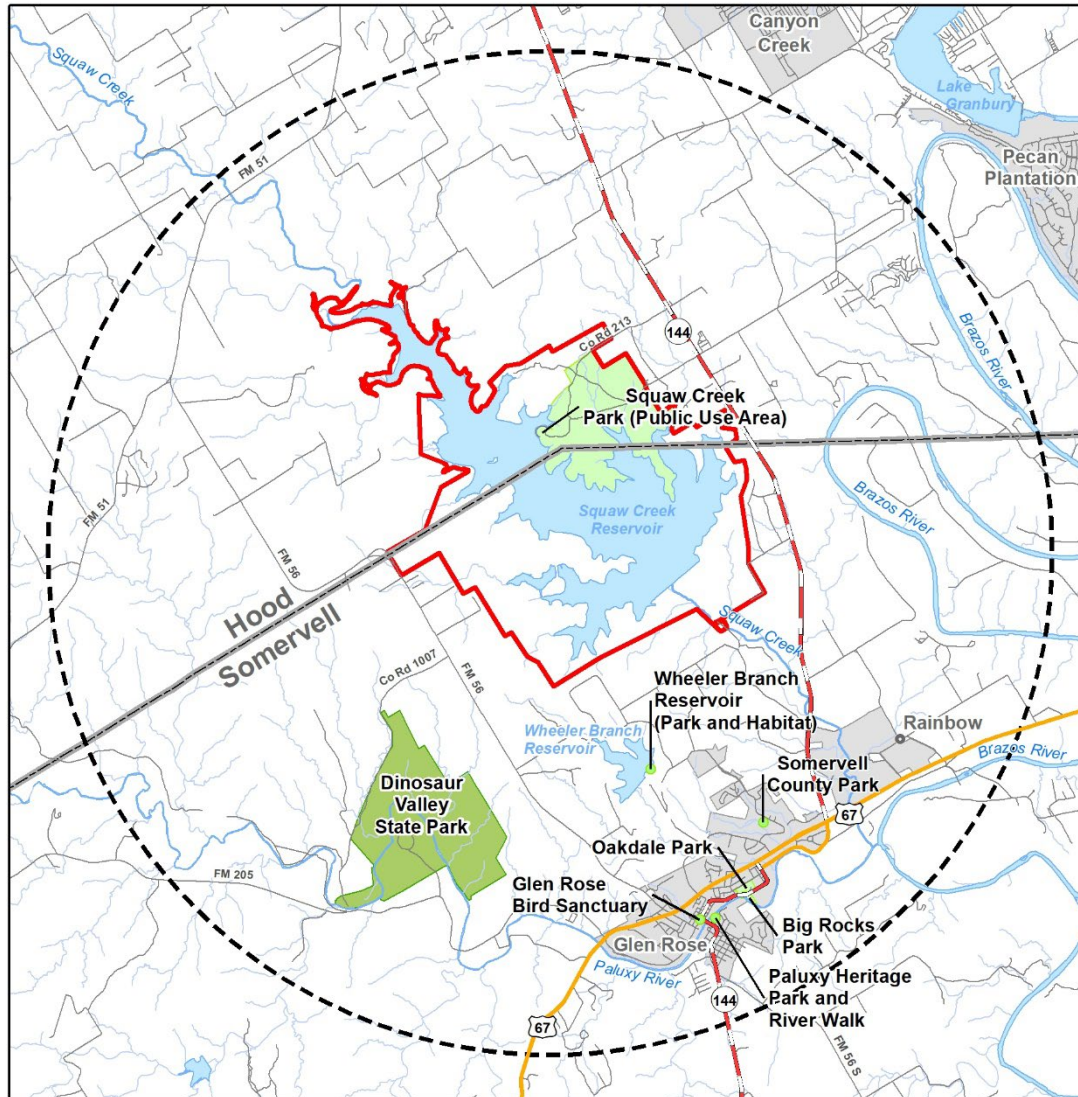 Canyon
Creek
Squaw
Creek
Lake
Granbury
Pecan
Plantation
FM 51
Co Rd 213
144
Brazos
River
Squaw Creek
Park (Public Use Area)
FM 51
Squaw Creek
Reservoir
Brazos
River
FM 56
Hood
Somervell
Squaw
Creek
Co Rd 1007
FM 56
Wheeler Branch
Reservoir
(Park and Habitat)
Rainbow
Wheeler Branch
Reservoir
Brazos River
Somervell
County Park
Dinosaur
Valley
State Park
67
Oakdale Park
FM 205
Glen Rose
Bird Sanctuary
Big Rocks
Park
Glen Rose
Paluxy River
Paluxy Heritage
Park and
River Walk
144
67
FM 56 S